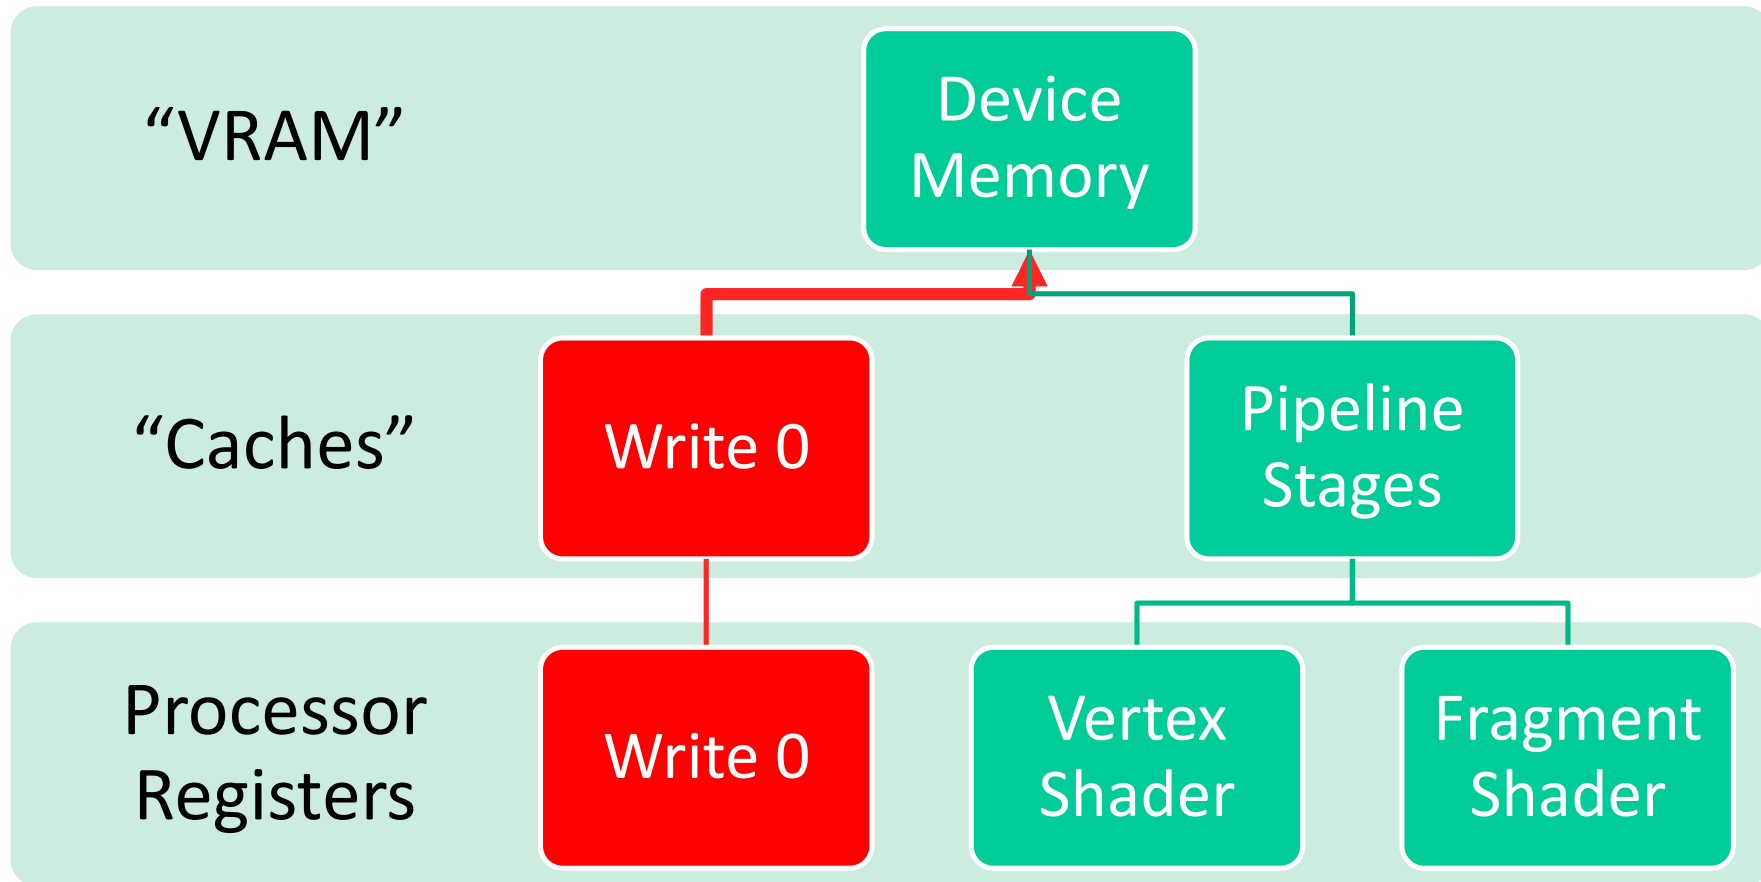 “VRAM”
Device
Memory
“Caches”
Write 0
Pipeline
Stages
Processor
Registers
Write 0
Vertex
Shader
Fragment
Shader